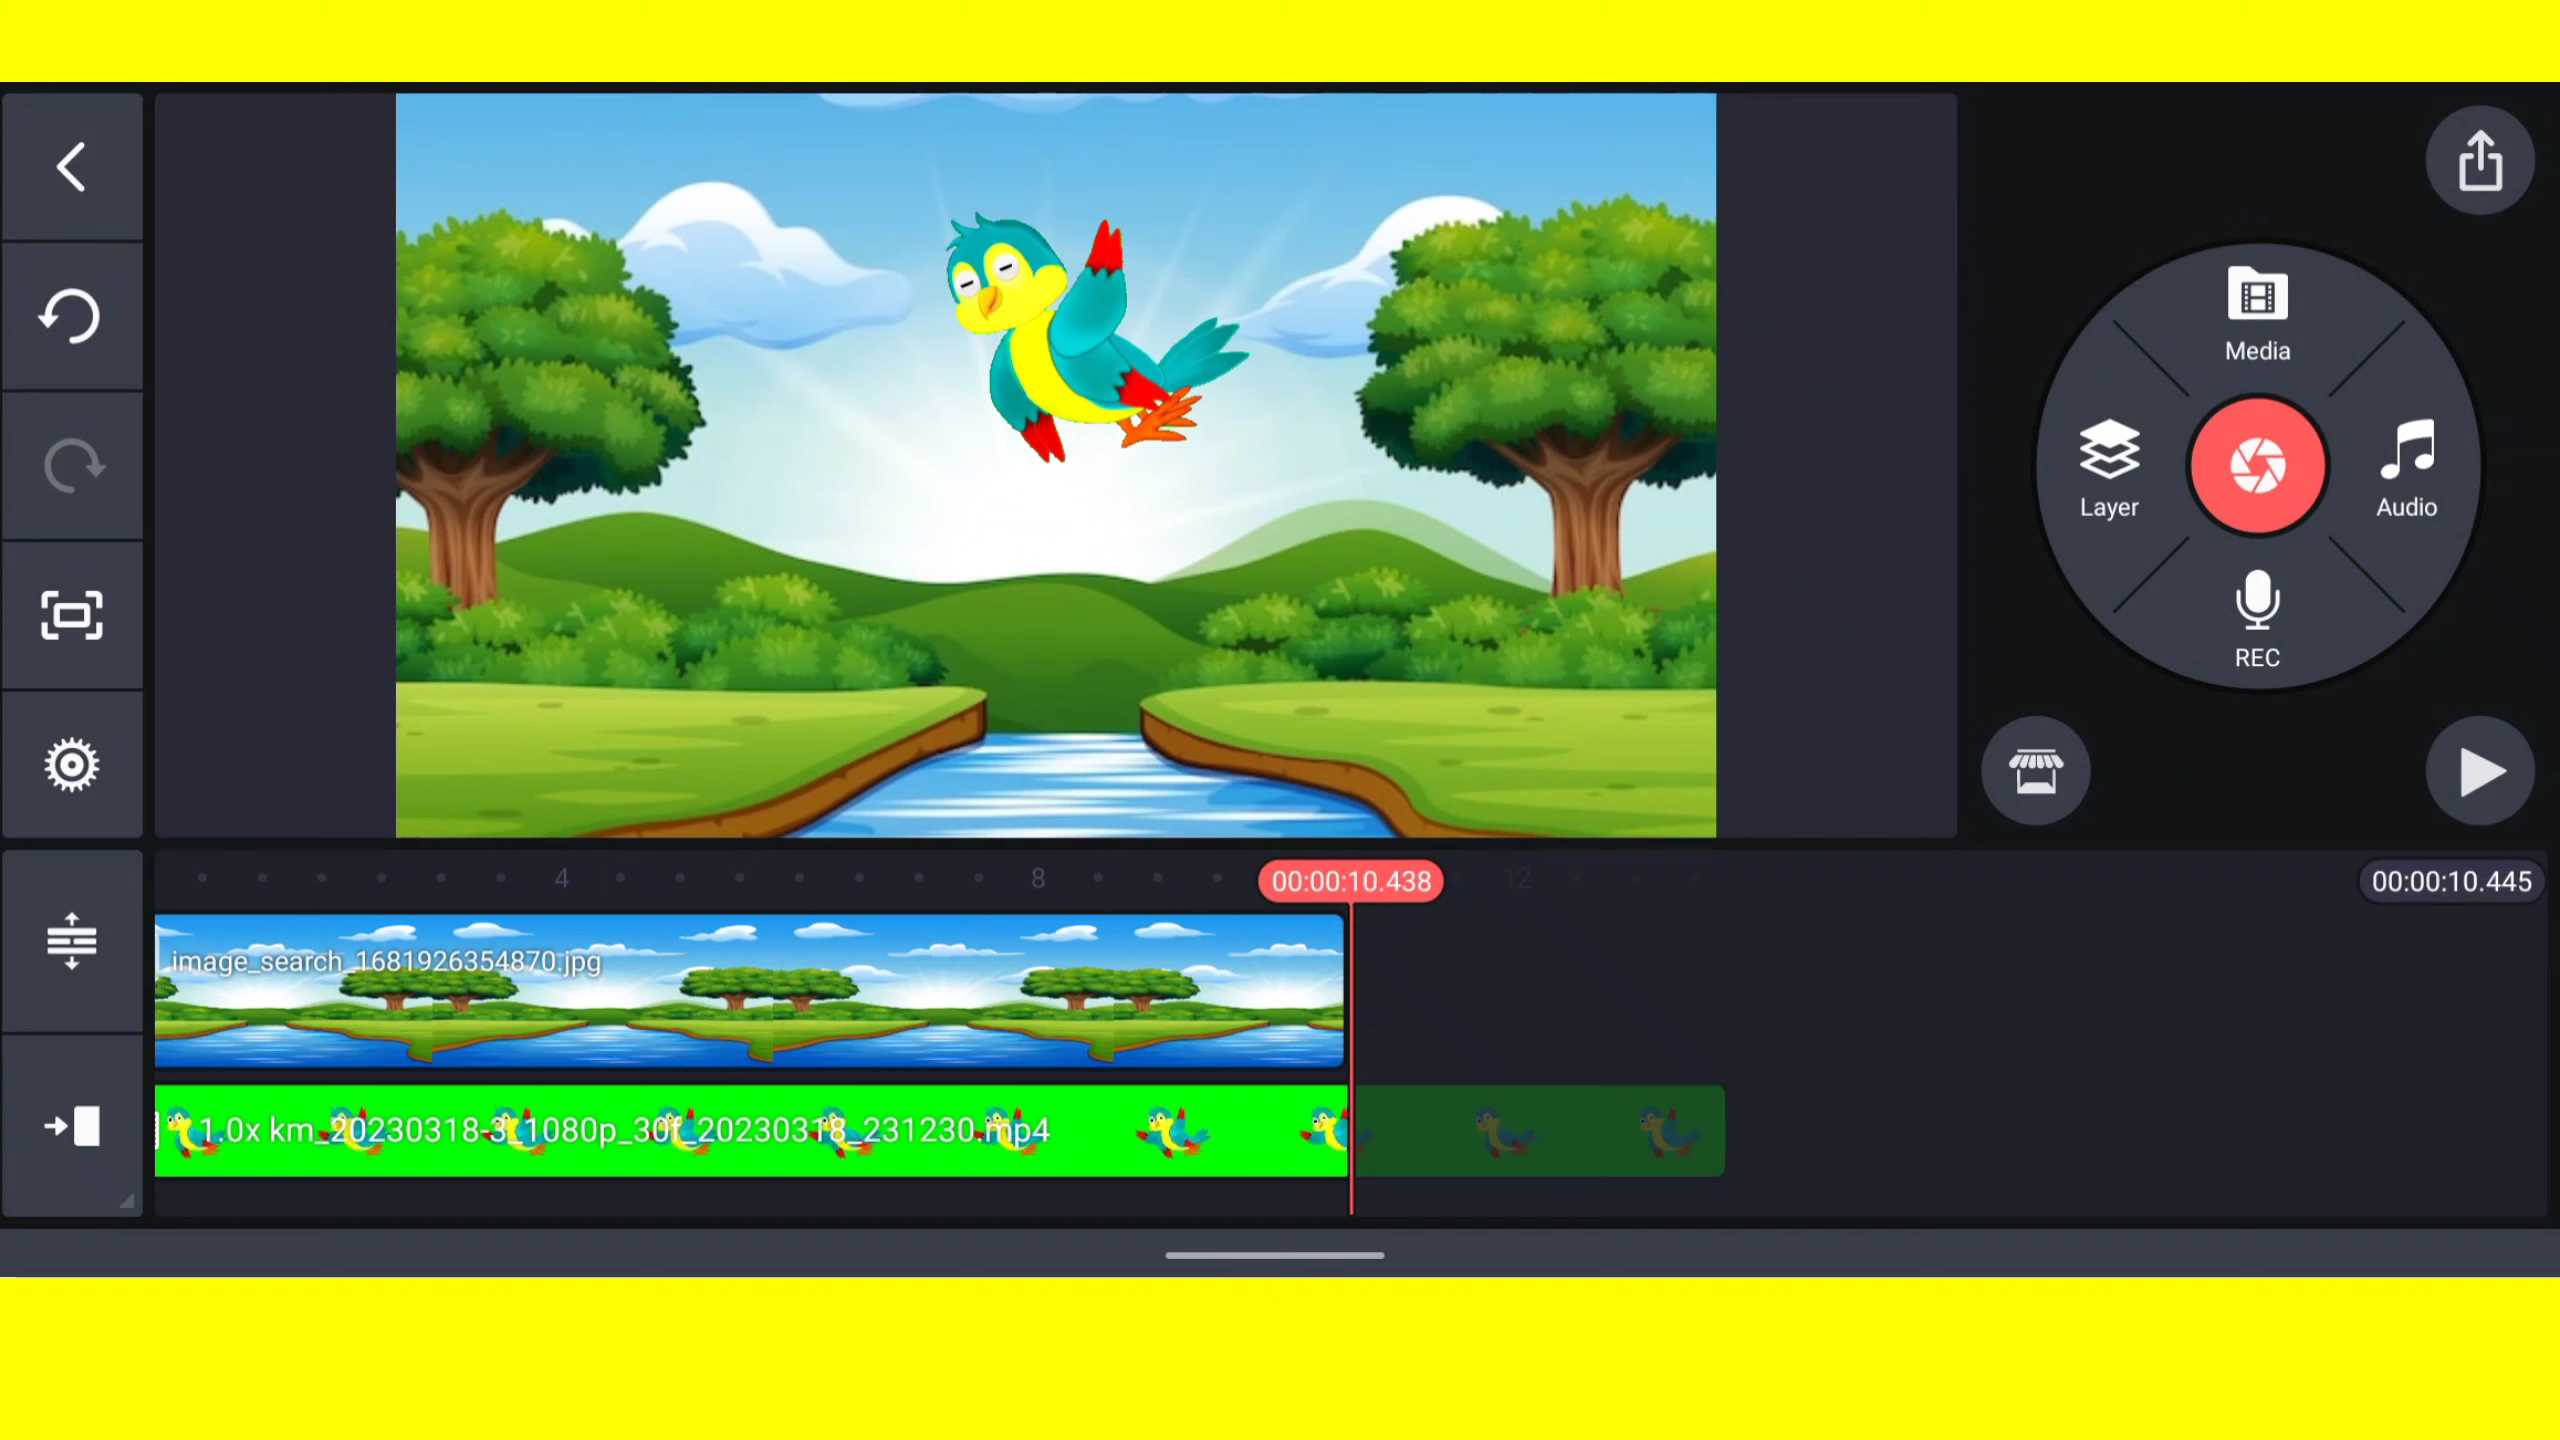 Media
Layer
Audio
REC
4
8
00:00:10.438
12
00:00:10.445
image_search_1681926354870.jpg
1.0x km_20230318-3_1080p_30f_20230318_231230.mp4